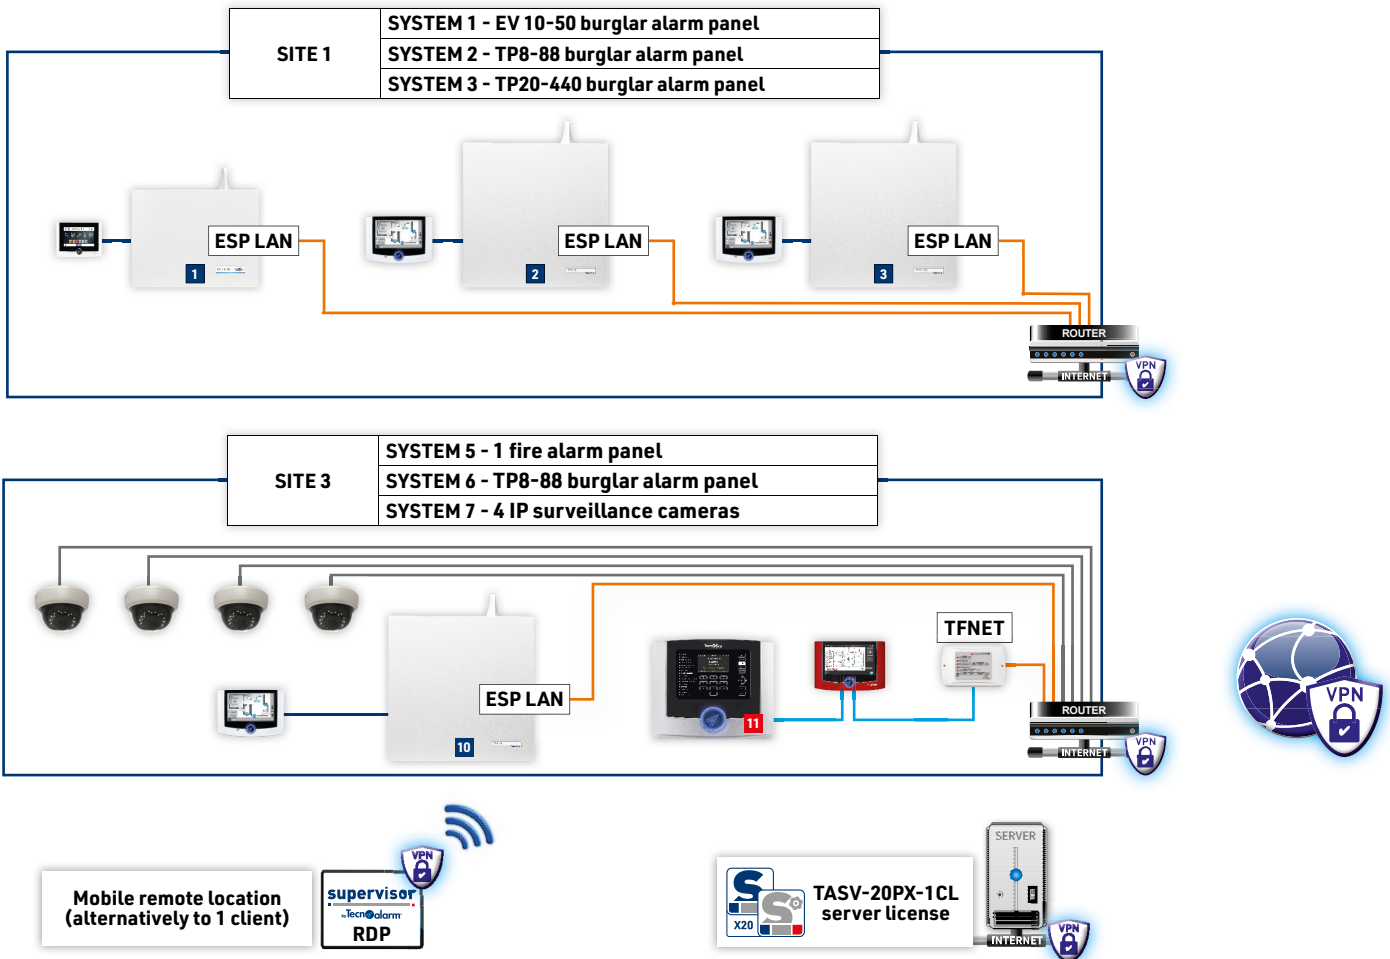 SITE 1
SYSTEM 1 - EV 10-50 burglar alarm panel
SYSTEM 2 - TP8-88 burglar alarm panel
SYSTEM 3 - TP20-440 burglar alarm panel
ESP LAN
1
ESP LAN
2
ESP LAN
3
ROUTER
INTERNET
VPN
SITE 3
SYSTEM 5 - 1 fire alarm panel
SYSTEM 6 - TP8-88 burglar alarm panel
SYSTEM 7 - 4 IP surveillance cameras
TFNET
ESP LAN
10
11
ROUTER
INTERNET
VPN
VPN
Mobile remote location
(alternatively to 1 client)
VPN
supervisor
by Tecnoalarm
RDP
S
X20
S
TASV-20PX-1CL
server license
SERVER
INTERNET
VPN